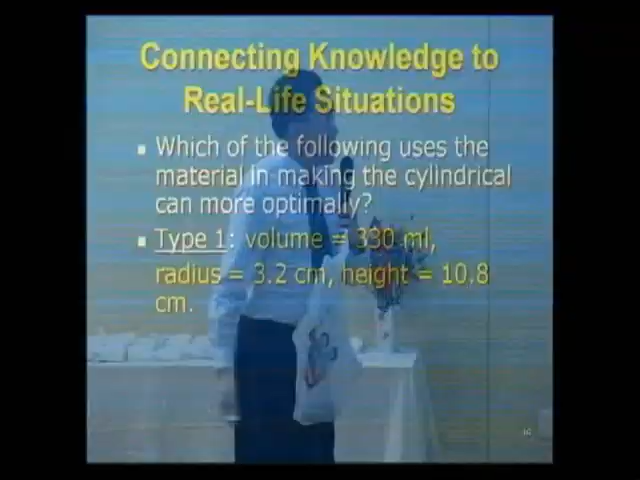 Connecting Knowledge to
Real-Life Situations
Which of the following uses the
material in making the cylindrical
can more optimally?
Type 1: volume = 330 ml,
radius = 3.2 cm, height = 10.8
cm.